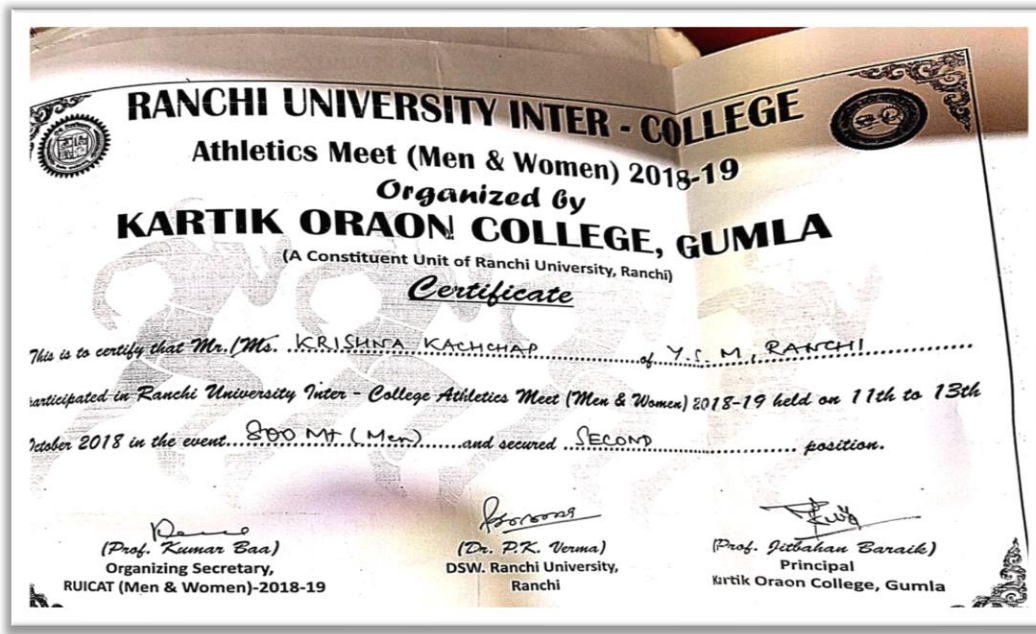 RANCHI UNIVERSITY INTER - COLLEGE
Athletics Meet (Men & Women) 2018-19
Organized by
KARTIK ORAON COLLEGE, GUMLA
(A Constituent Unit of Ranchi University, Ranchi)
Certificate
This is to certify that Mr./Ms. KRISHNA KACHCHAP of Y.S.M, RANCHI
participated in Ranchi University Inter - College Athletics Meet (Men & Women) 2018-19 held on 11th to 13th
October 2018 in the event 800 Mt (Men) and secured SECOND position.
(Prof. Kumar Baa)
Organizing Secretary,
RUICAT (Men & Women)-2018-19
(Dr. P.K. Verma)
DSW. Ranchi University,
Ranchi
(Prof. Jitbahan Baraik)
Principal
Kartik Oraon College, Gumla